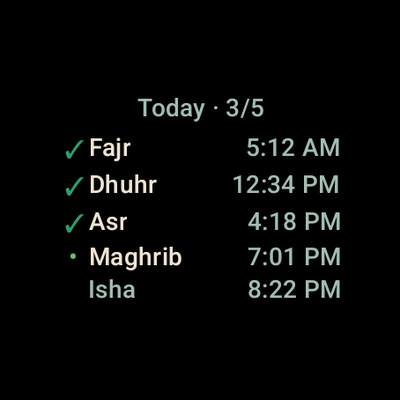 Today · 3/5
✓ Fajr 5:12 AM
✓ Dhuhr 12:34 PM
✓ Asr 4:18 PM
• Maghrib 7:01 PM
Isha 8:22 PM